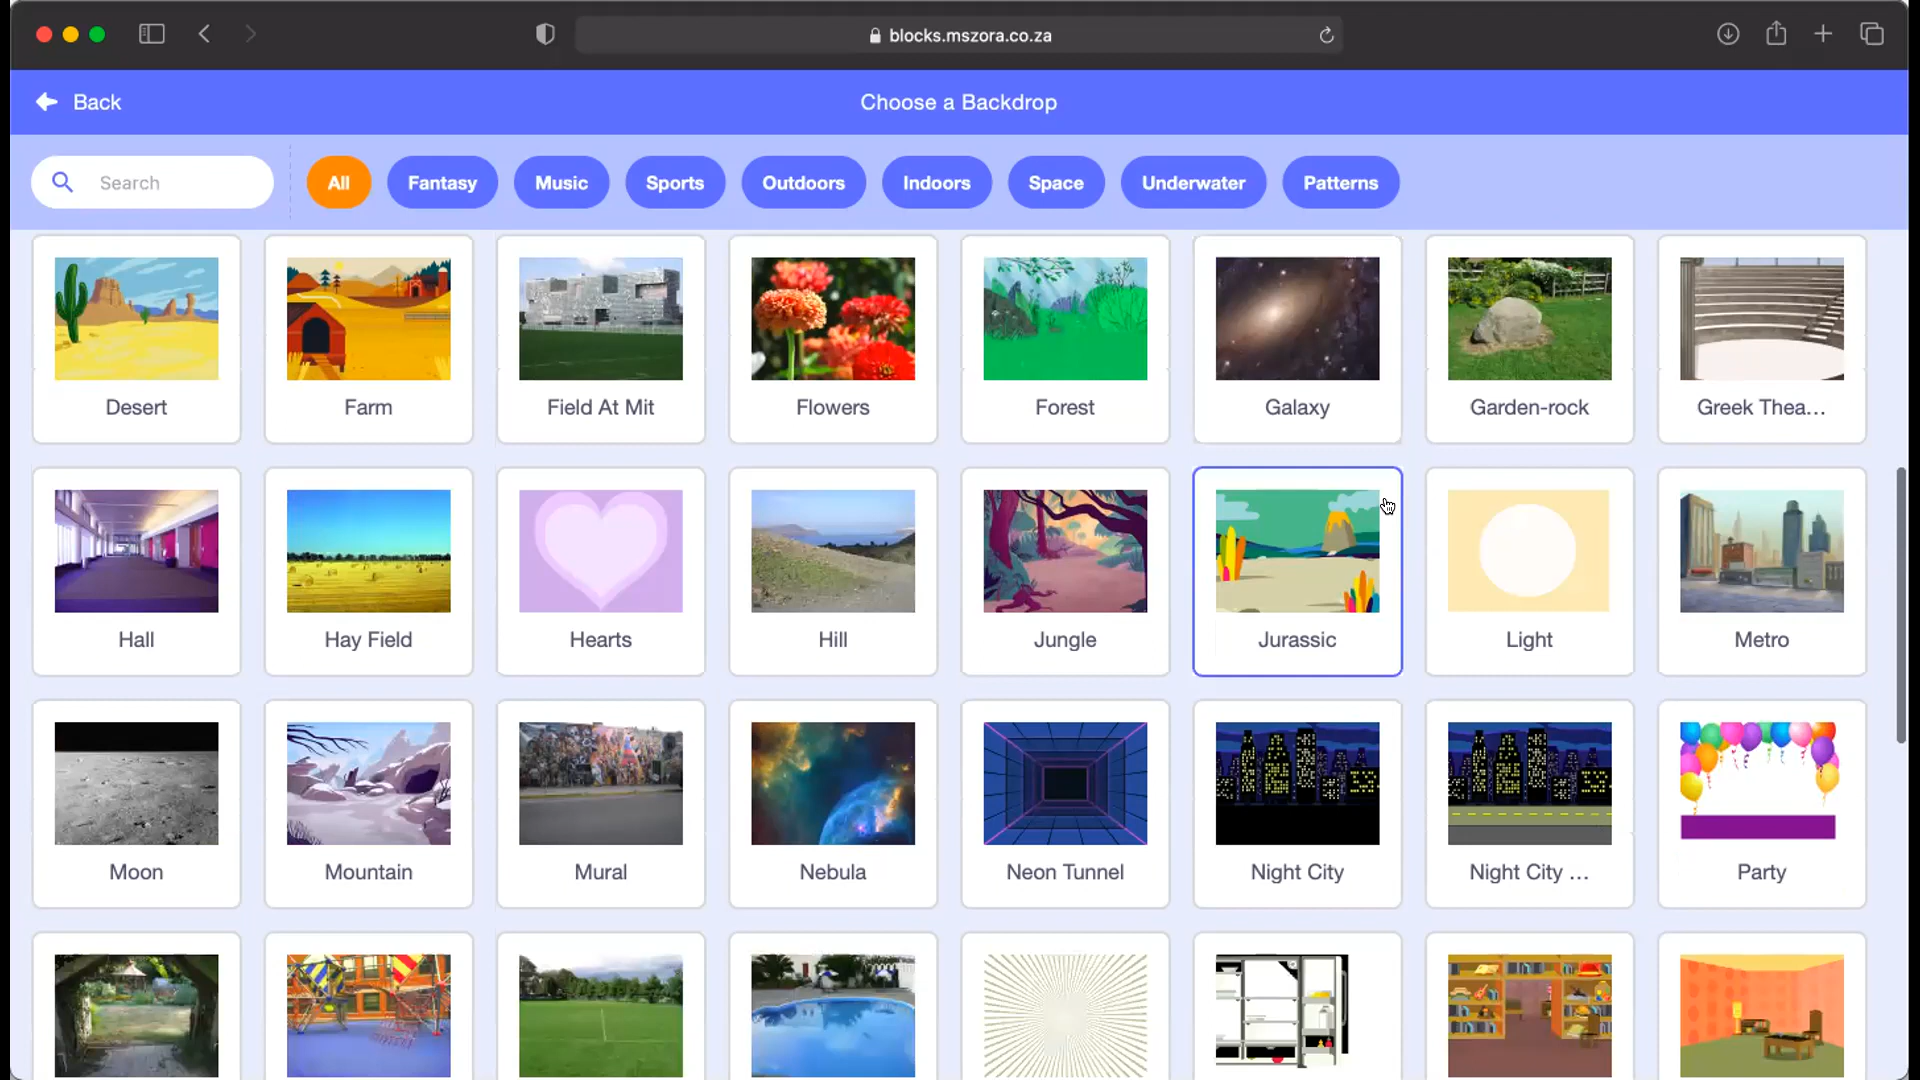 blocks.mszora.co.za
Back
Choose a Backdrop
Search
All
Fantasy
Music
Sports
Outdoors
Indoors
Space
Underwater
Patterns
Desert
Farm
Field At Mit
Flowers
Forest
Galaxy
Garden-rock
Greek Thea...
Hall
Hay Field
Hearts
Hill
Jungle
Jurassic
Light
Metro
Moon
Mountain
Mural
Nebula
Neon Tunnel
Night City
Night City ...
Party